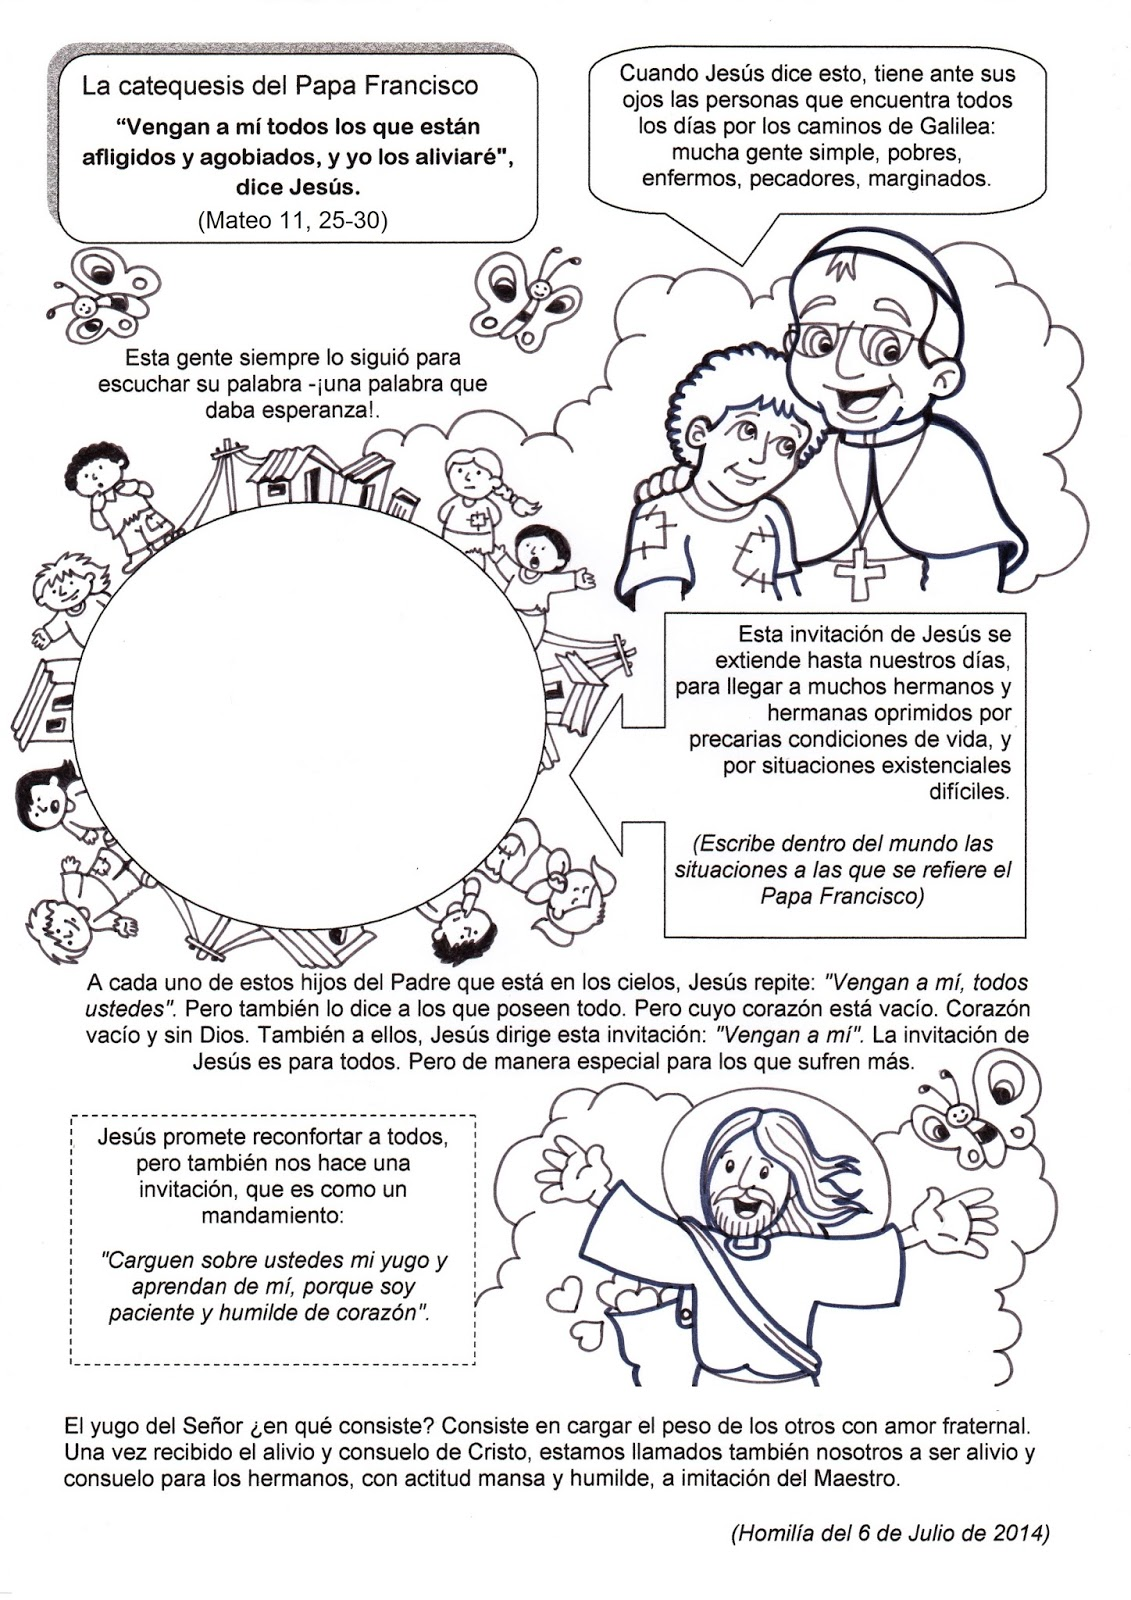 La catequesis del Papa Francisco
“Vengan a mí todos los que están
afligidos y agobiados, y yo los aliviaré",
dice Jesús.
(Mateo 11, 25-30)
Cuando Jesús dice esto, tiene ante sus
ojos las personas que encuentra todos
los días por los caminos de Galilea:
mucha gente simple, pobres,
enfermos, pecadores, marginados.
Esta gente siempre lo siguió para
escuchar su palabra -¡una palabra que
daba esperanza!.
Esta invitación de Jesús se
extiende hasta nuestros días,
para llegar a muchos hermanos y
hermanas oprimidos por
precarias condiciones de vida, y
por situaciones existenciales
difíciles.
(Escribe dentro del mundo las
situaciones a las que se refiere el
Papa Francisco)
A cada uno de estos hijos del Padre que está en los cielos, Jesús repite: "Vengan a mí, todos
ustedes". Pero también lo dice a los que poseen todo. Pero cuyo corazón está vacío. Corazón
vacío y sin Dios. También a ellos, Jesús dirige esta invitación: "Vengan a mí". La invitación de
Jesús es para todos. Pero de manera especial para los que sufren más.
Jesús promete reconfortar a todos,
pero también nos hace una
invitación, que es como un
mandamiento:
"Carguen sobre ustedes mi yugo y
aprendan de mí, porque soy
paciente y humilde de corazón".
El yugo del Señor ¿en qué consiste? Consiste en cargar el peso de los otros con amor fraternal.
Una vez recibido el alivio y consuelo de Cristo, estamos llamados también nosotros a ser alivio y
consuelo para los hermanos, con actitud mansa y humilde, a imitación del Maestro.
(Homilía del 6 de Julio de 2014)